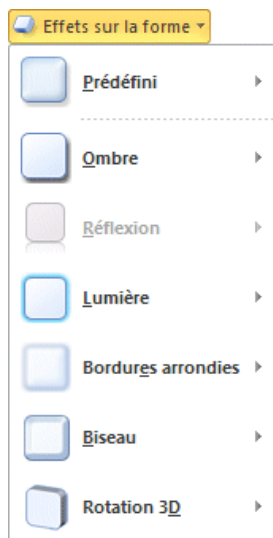 Effets sur la forme
Prédéfini
Ombre
Réflexion
Lumière
Bordures arrondies
Biseau
Rotation 3D